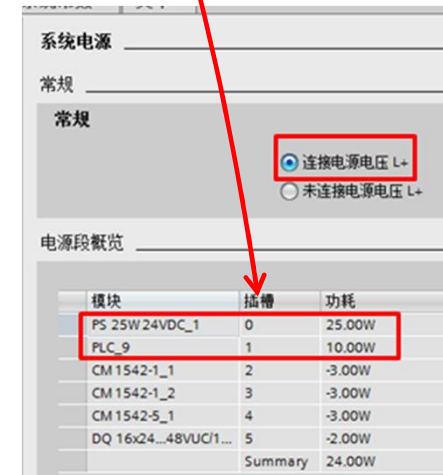 系统电源
常规
常规
连接电源电压 L+
未连接电源电压 L+
电源段概览
模块 插槽 功耗
PS 25W 24VDC_1 0 25.00W
PLC_9 1 10.00W
CM 1542-1_1 2 -3.00W
CM 1542-1_2 3 -3.00W
CM 1542-5_1 4 -3.00W
DQ 16x24...48VUC/1... 5 -2.00W
Summary 24.00W